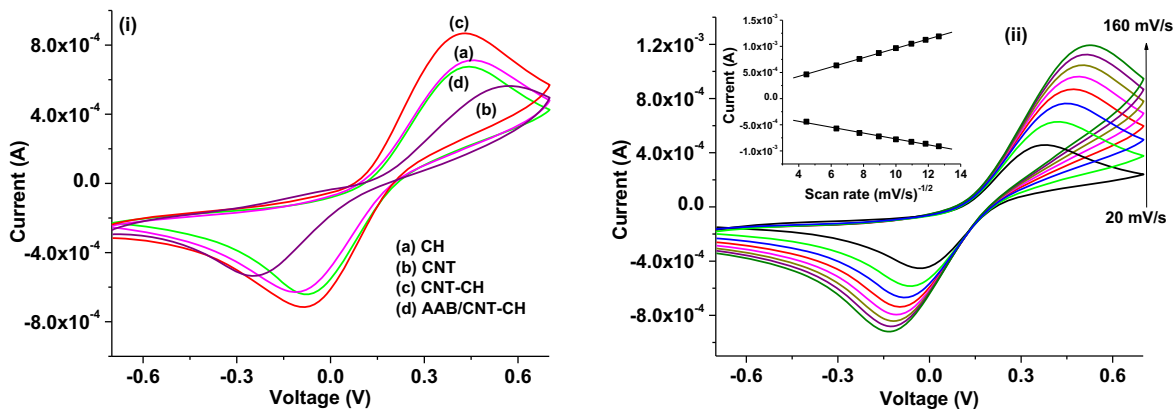 (i)
(c)
(a)
(d)
(b)
8.0x10⁻⁴
4.0x10⁻⁴
0.0
-4.0x10⁻⁴
-8.0x10⁻⁴
Current (A)
(a) CH
(b) CNT
(c) CNT-CH
(d) AAB/CNT-CH
-0.6 -0.3 0.0 0.3 0.6
Voltage (V)
(ii)
160 mV/s
20 mV/s
1.2x10⁻³
8.0x10⁻⁴
4.0x10⁻⁴
0.0
-4.0x10⁻⁴
-8.0x10⁻⁴
Current (A)
1.5x10⁻³
1.0x10⁻³
5.0x10⁻⁴
0.0
-5.0x10⁻⁴
-1.0x10⁻³
Current (A)
4 6 8 10 12 14
Scan rate (mV/s)⁻¹/²
-0.6 -0.3 0.0 0.3 0.6
Voltage (V)